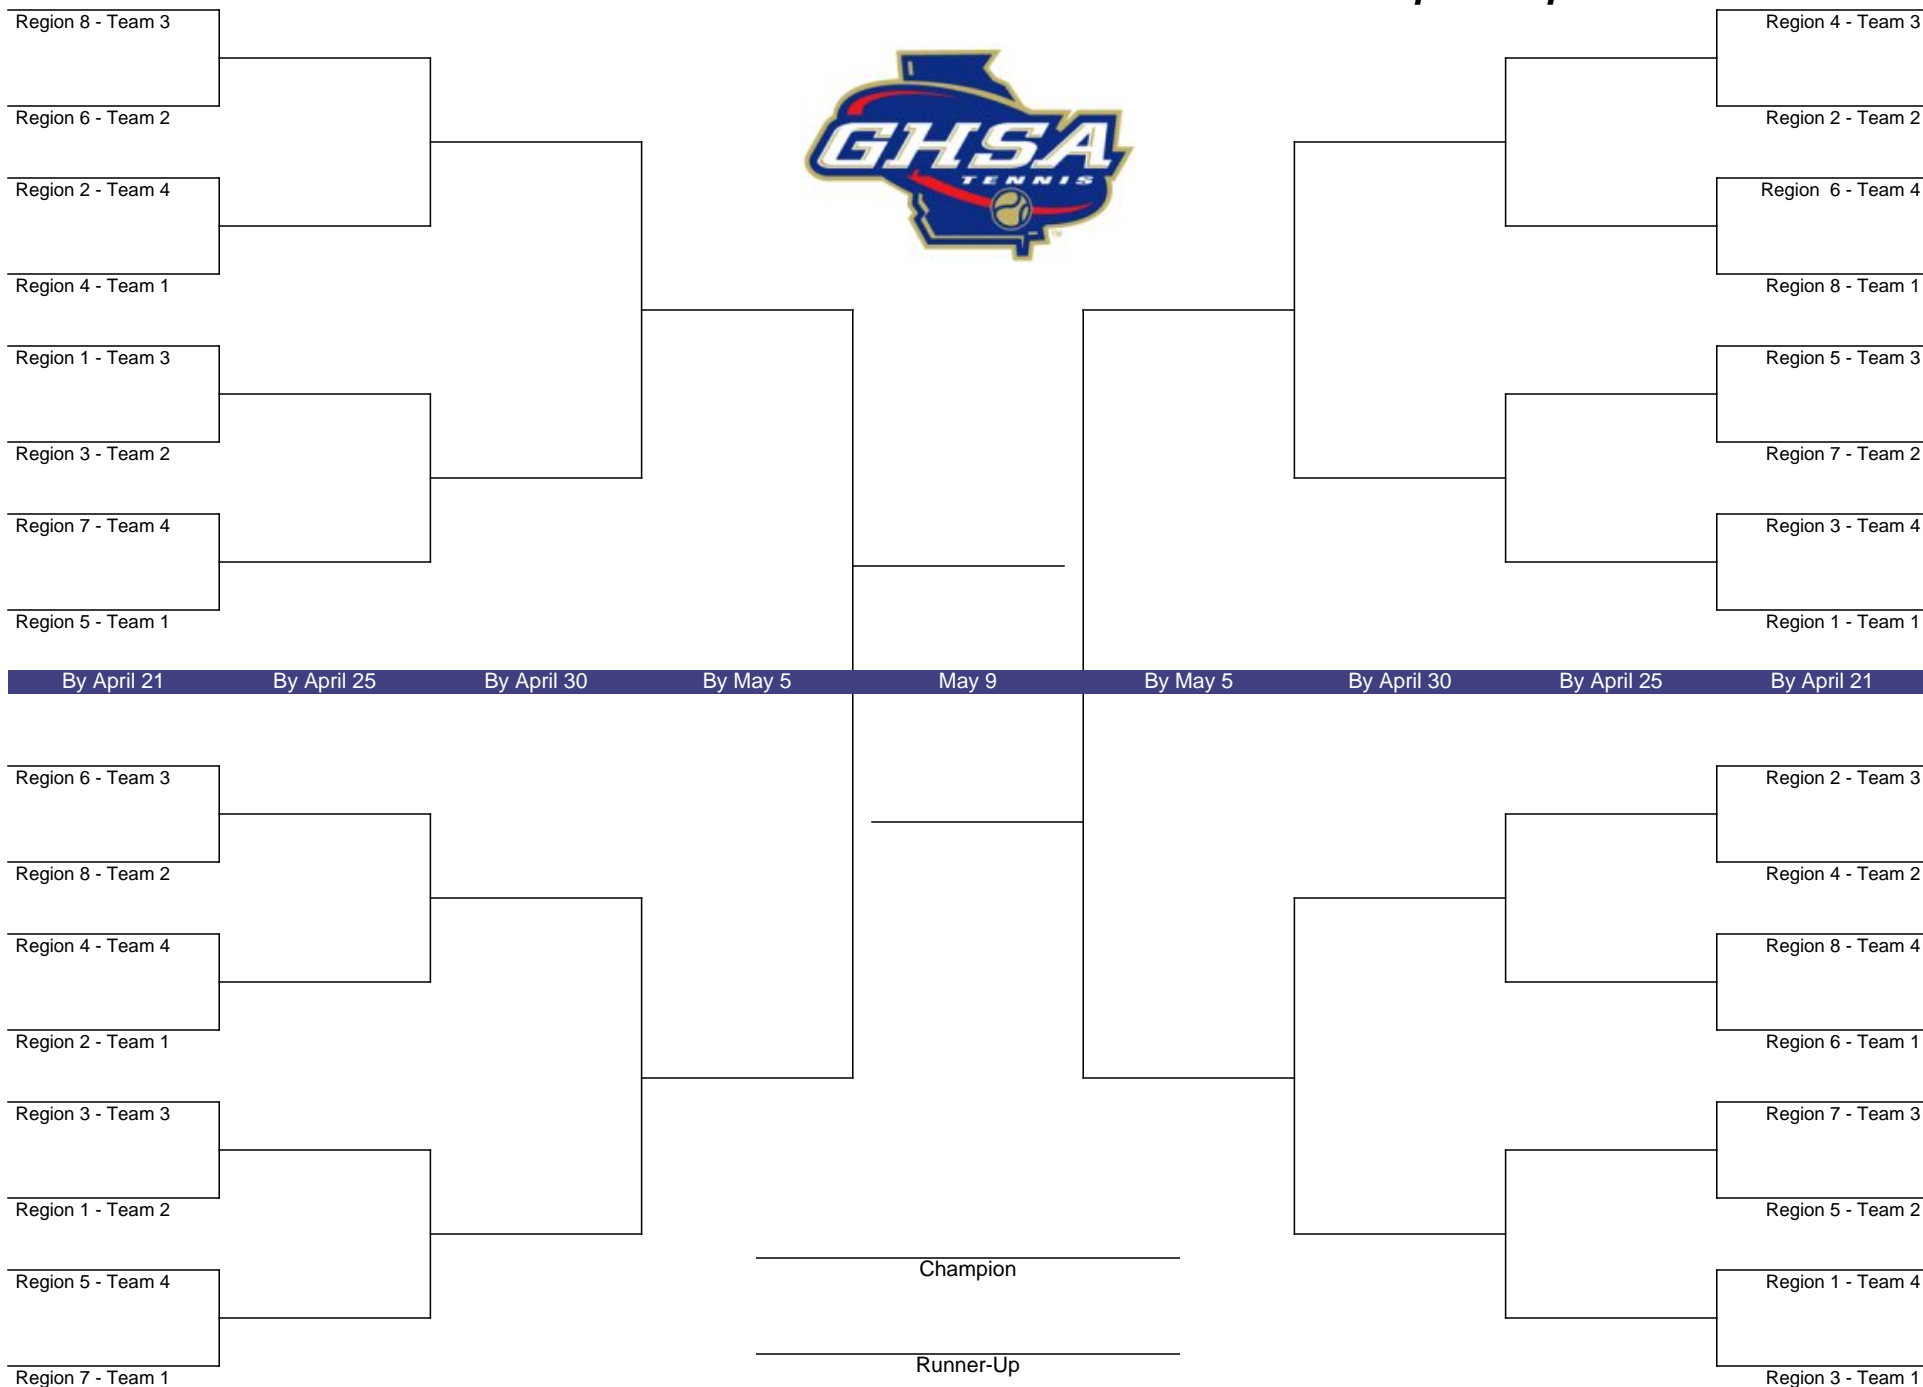 Region 8 - Team 3
Region 6 - Team 2
Region 2 - Team 4
Region 4 - Team 1
Region 1 - Team 3
Region 3 - Team 2
Region 7 - Team 4
Region 5 - Team 1
GHSA
TENNIS
TM
Region 4 - Team 3
Region 2 - Team 2
Region  6 - Team 4
Region 8 - Team 1
Region 5 - Team 3
Region 7 - Team 2
Region 3 - Team 4
Region 1 - Team 1
By April 21 By April 25 By April 30 By May 5 May 9 By May 5 By April 30 By April 25 By April 21
Region 6 - Team 3
Region 8 - Team 2
Region 4 - Team 4
Region 2 - Team 1
Region 3 - Team 3
Region 1 - Team 2
Region 5 - Team 4
Region 7 - Team 1
Champion
Runner-Up
Region 2 - Team 3
Region 4 - Team 2
Region 8 - Team 4
Region 6 - Team 1
Region 7 - Team 3
Region 5 - Team 2
Region 1 - Team 4
Region 3 - Team 1